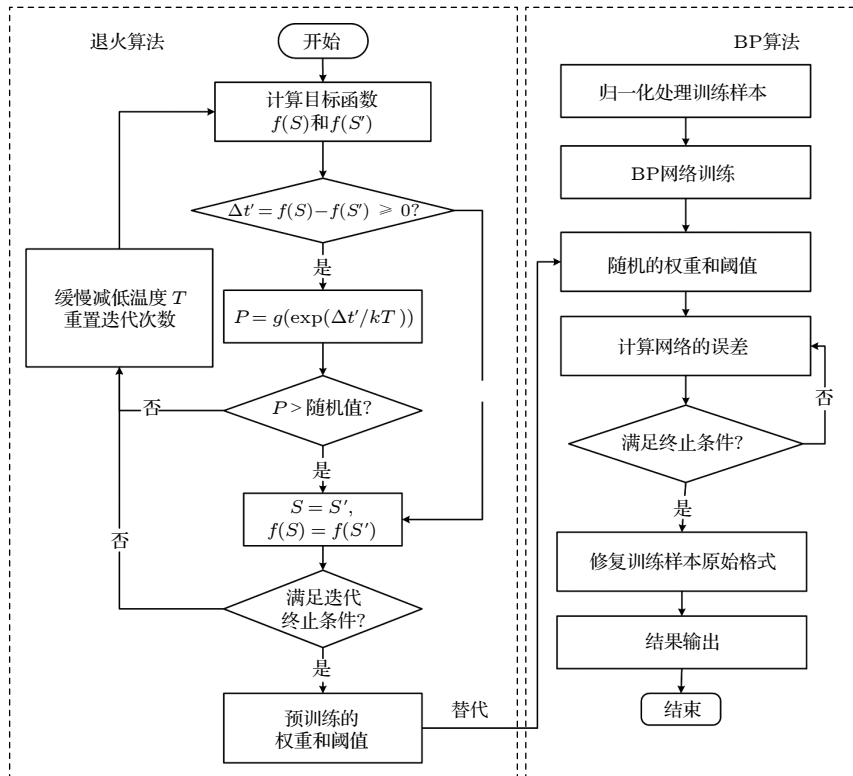 退火算法
开始
计算目标函数
f(S)和f(S′)
Δt′ = f(S)−f(S′) ⩾ 0?
是
缓慢减低温度 T
重置迭代次数
P = g(exp(Δt′/kT))
否
P > 随机值?
是
S = S′,
f(S) = f(S′)
否
满足迭代
终止条件?
是
预训练的
权重和阈值
替代
BP算法
归一化处理训练样本
BP网络训练
随机的权重和阈值
计算网络的误差
否
满足终止条件?
是
修复训练样本原始格式
结果输出
结束